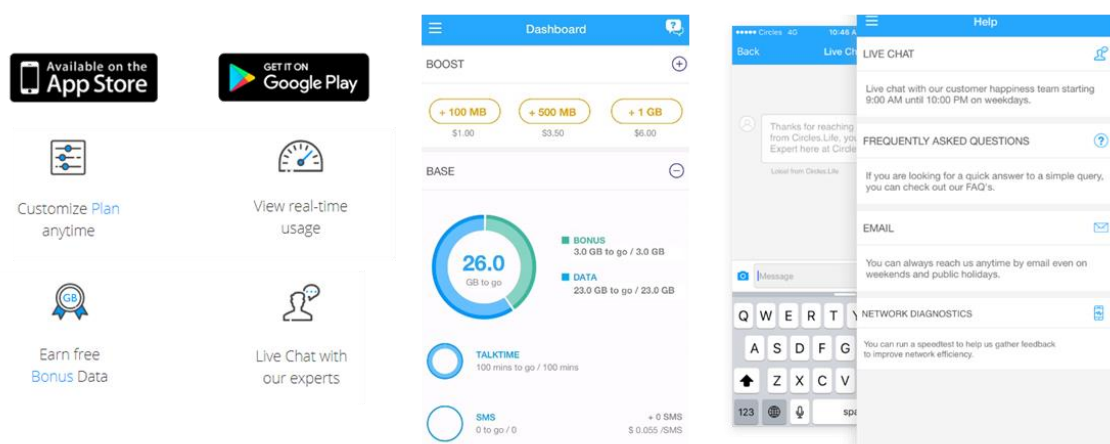 Available on the
App Store
GET IT ON
Google Play
Customize Plan
anytime
View real-time
usage
GB
Earn free
Bonus Data
Live Chat with
our experts
Dashboard
?
BOOST
+ 100 MB
+ 500 MB
+ 1 GB
$1.00
$3.50
$6.00
BASE
26.0
GB to go
BONUS
3.0 GB to go / 3.0 GB
DATA
23.0 GB to go / 23.0 GB
TALKTIME
100 mins to go / 100 mins
SMS
0 to go / 0
+ 0 SMS
$ 0.055 /SMS
Circles 4G
10:46 A
Back
Live Ch
Thanks for reaching
from Circles.Life, you
Expert here at Circle
from Circles.Life
Message
Q W E R T Y
A S D F G
Z X C V
123
spa
Help
LIVE CHAT
Live chat with our customer happiness team starting
9:00 AM until 10:00 PM on weekdays.
FREQUENTLY ASKED QUESTIONS
?
If you are looking for a quick answer to a simple query,
you can check out our FAQ's.
EMAIL
You can always reach us anytime by email even on
weekends and public holidays.
NETWORK DIAGNOSTICS
You can run a speedtest to help us gather feedback
to improve network efficiency.